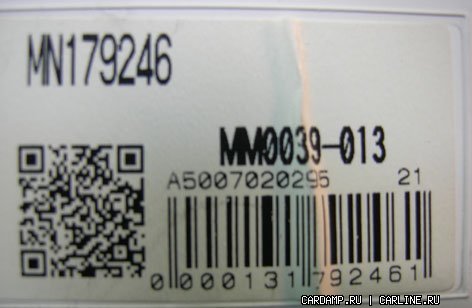 MN179246
MM0039-013
A5007020295 21
0 000131 792461
CARDAMP.RU | CARLINE.RU